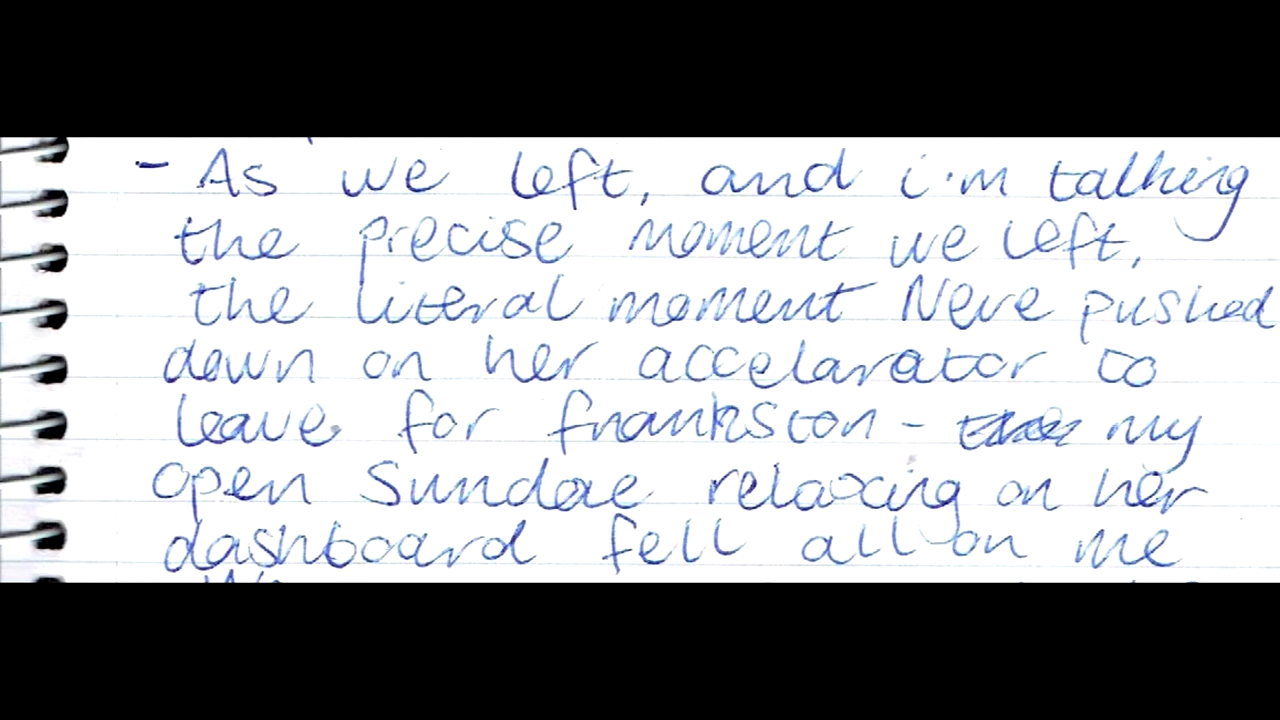 - As we left, and i'm talking
the precise moment we left,
the literal moment Neve pushed
down on her accelarator to
leave for frankston - my
open Sundae relaxing on her
dashboard fell all on me